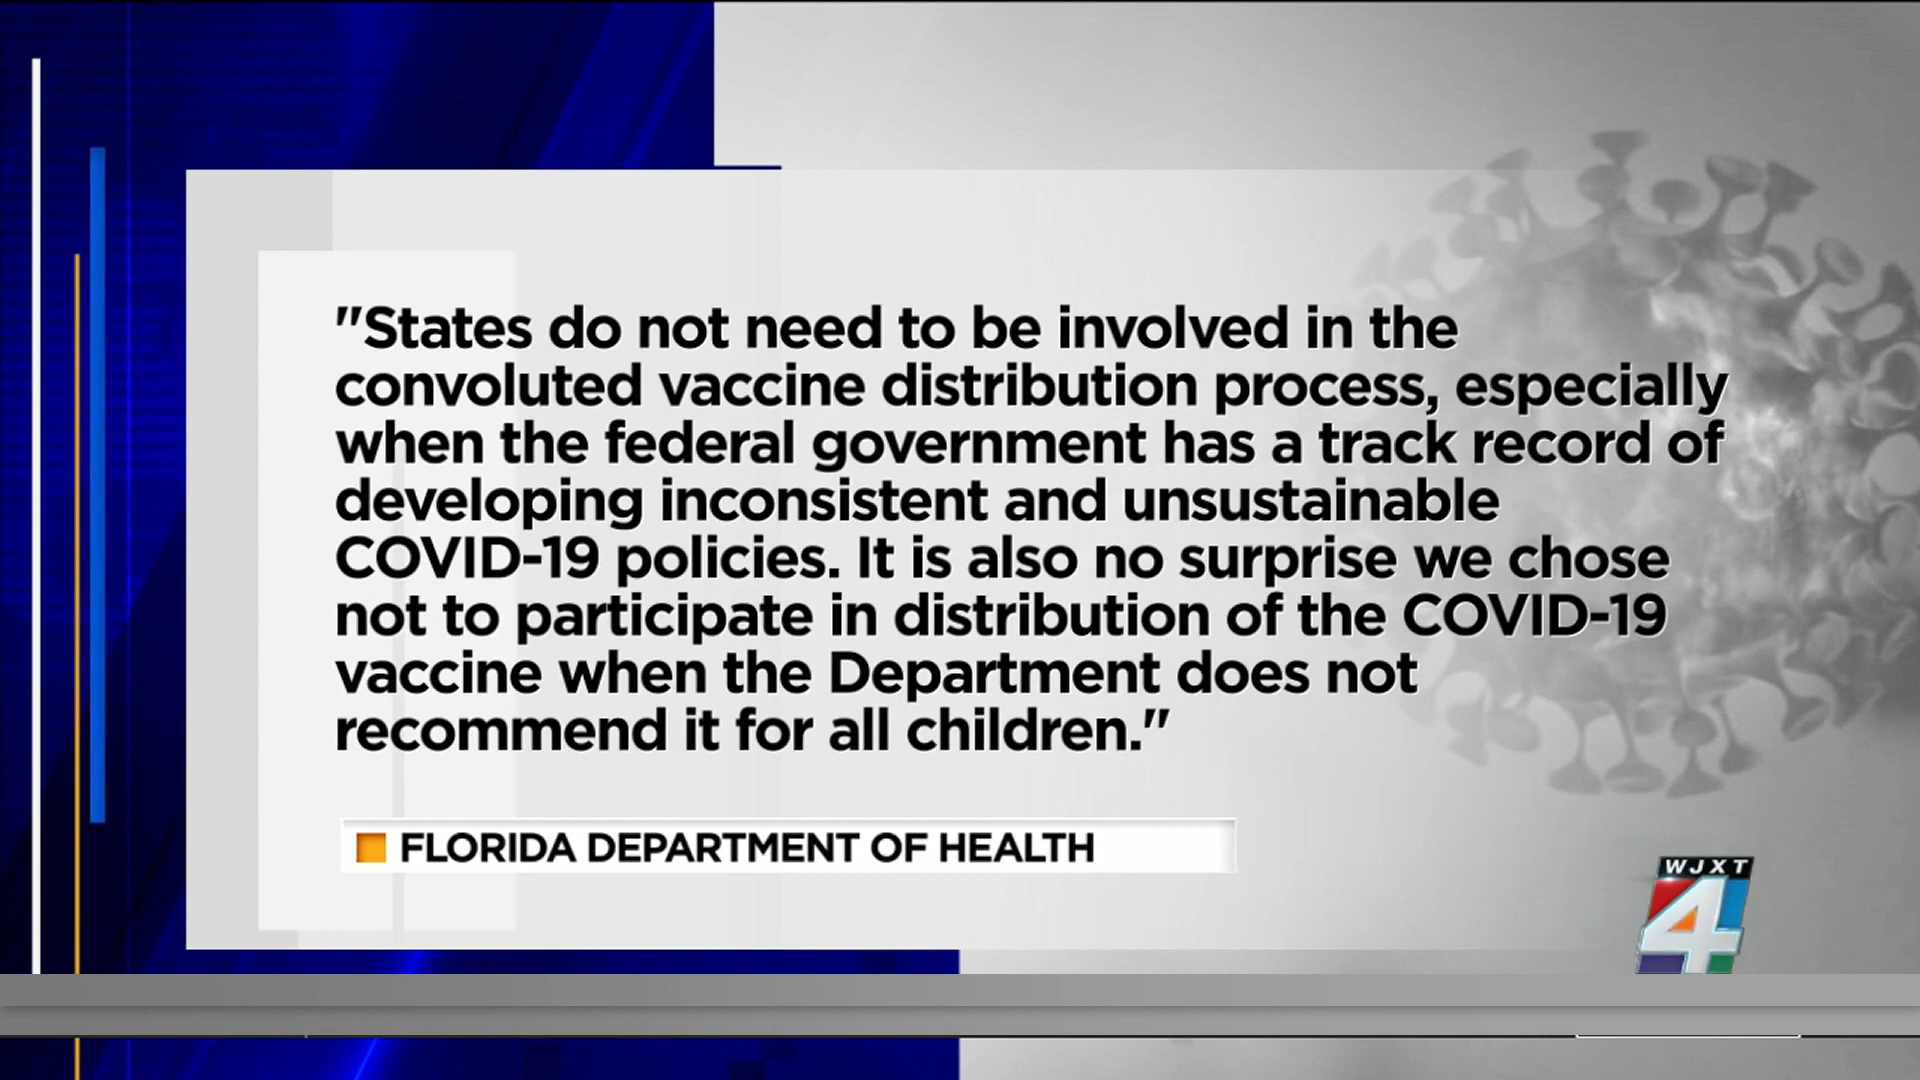 "States do not need to be involved in the
convoluted vaccine distribution process, especially
when the federal government has a track record of
developing inconsistent and unsustainable
COVID-19 policies. It is also no surprise we chose
not to participate in distribution of the COVID-19
vaccine when the Department does not
recommend it for all children."
FLORIDA DEPARTMENT OF HEALTH
WJXT
4